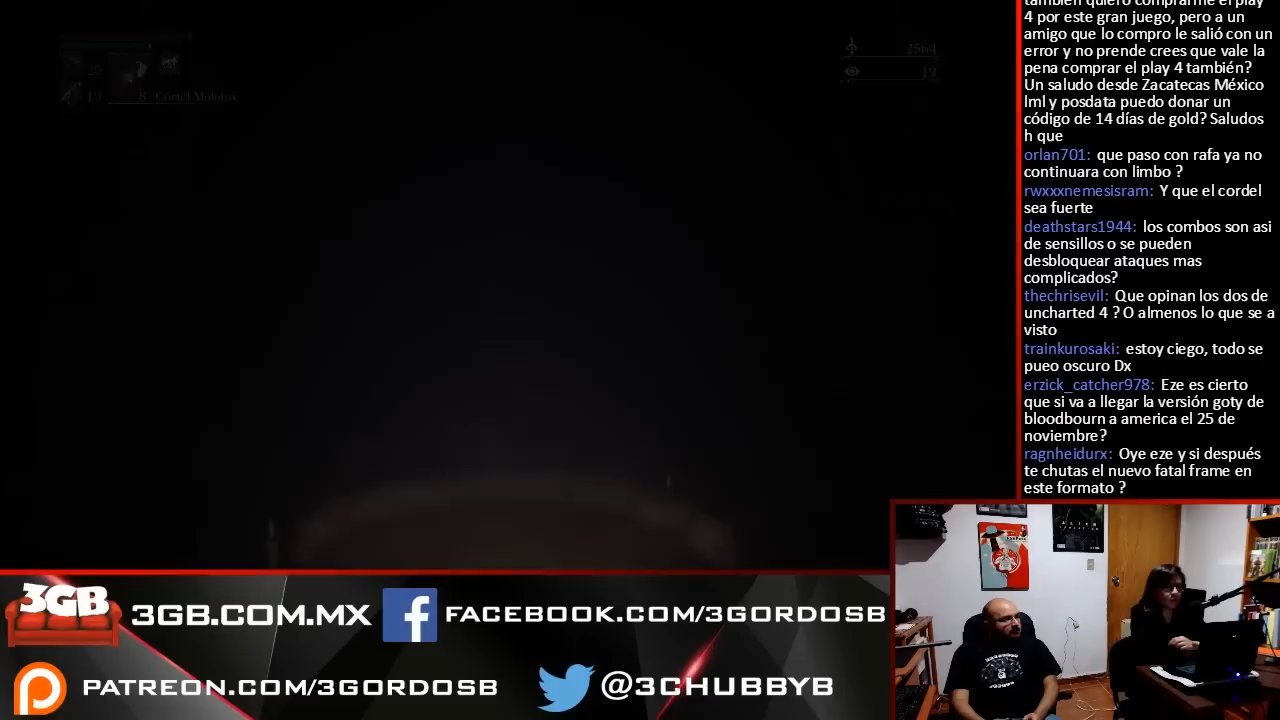 2564
19
19
8
Cóctel Molotov
también quiero comprarme el play
4 por este gran juego, pero a un
amigo que lo compro le salió con un
error y no prende crees que vale la
pena comprar el play 4 también?
Un saludo desde Zacatecas México
lml y posdata puedo donar un
código de 14 días de gold? Saludos
h que
orlan701: que paso con rafa ya no
continuara con limbo ?
rwxxxnemesisram: Y que el cordel
sea fuerte
deathstars1944: los combos son asi
de sensillos o se pueden
desbloquear ataques mas
complicados?
thechrisevil: Que opinan los dos de
uncharted 4 ? O almenos lo que se a
visto
trainkurosaki: estoy ciego, todo se
pueo oscuro Dx
erzick_catcher978: Eze es cierto
que si va a llegar la versión goty de
bloodbourn a america el 25 de
noviembre?
ragnheidurx: Oye eze y si después
te chutas el nuevo fatal frame en
este formato ?
ALIEN
3GB
3GB.COM.MX
FACEBOOK.COM/3GORDOSB
PATREON.COM/3GORDOSB
@3CHUBBYB